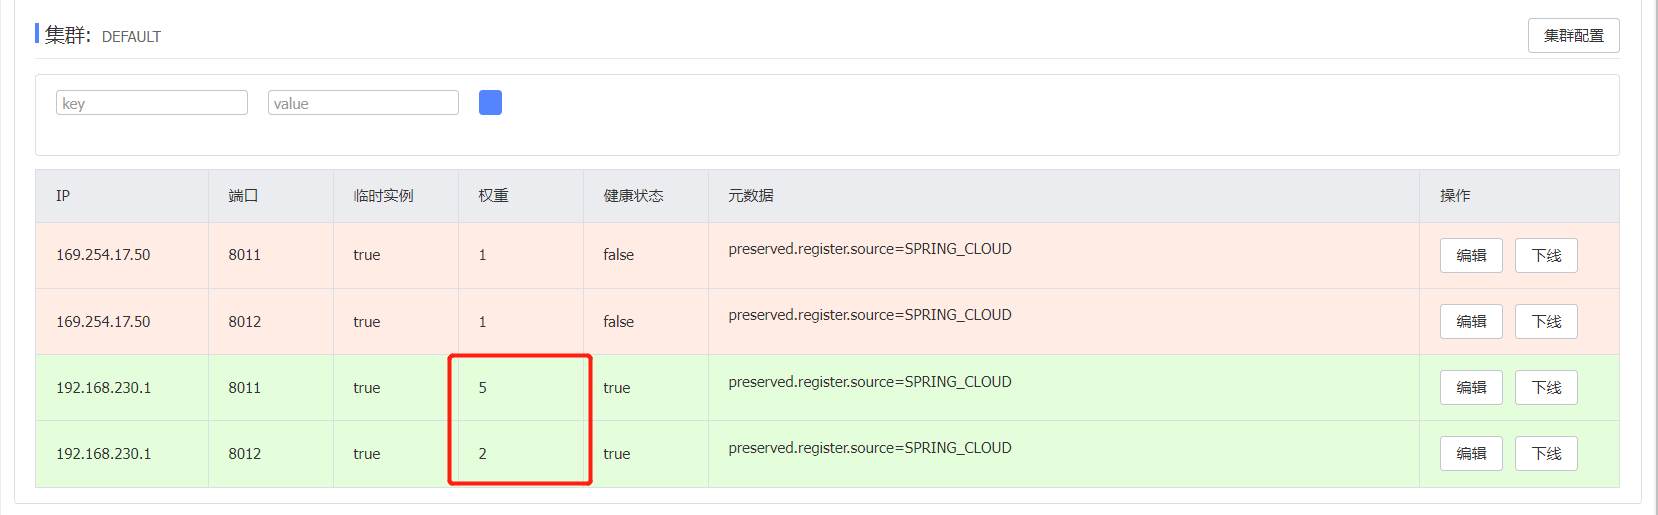 集群: DEFAULT 集群配置
key value
IP 端口 临时实例 权重 健康状态 元数据 操作
169.254.17.50 8011 true 1 false preserved.register.source=SPRING_CLOUD 编辑 下线
169.254.17.50 8012 true 1 false preserved.register.source=SPRING_CLOUD 编辑 下线
192.168.230.1 8011 true 5 true preserved.register.source=SPRING_CLOUD 编辑 下线
192.168.230.1 8012 true 2 true preserved.register.source=SPRING_CLOUD 编辑 下线